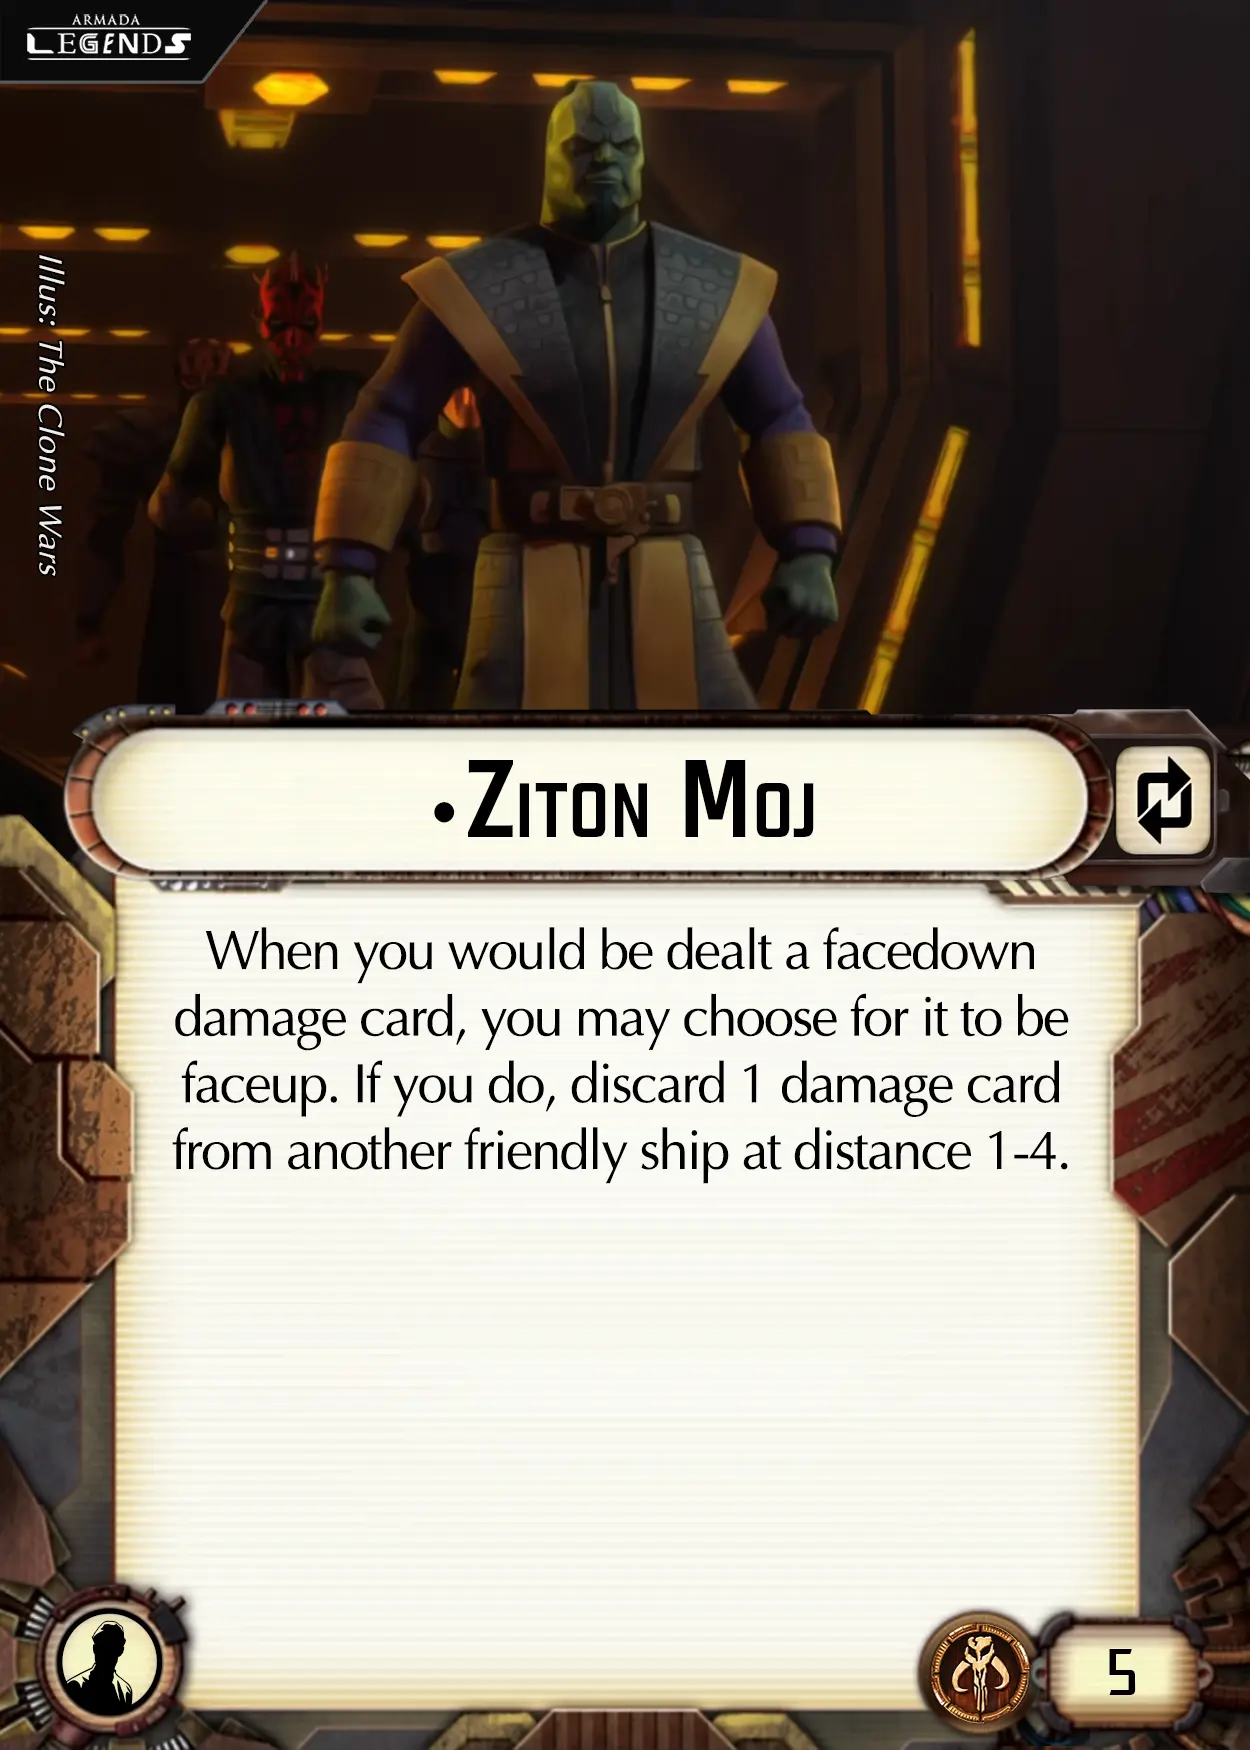 ARMADA
LEGENDS
Illus: The Clone Wars
•Ziton Moj
When you would be dealt a facedown
damage card, you may choose for it to be
faceup. If you do, discard 1 damage card
from another friendly ship at distance 1-4.
5